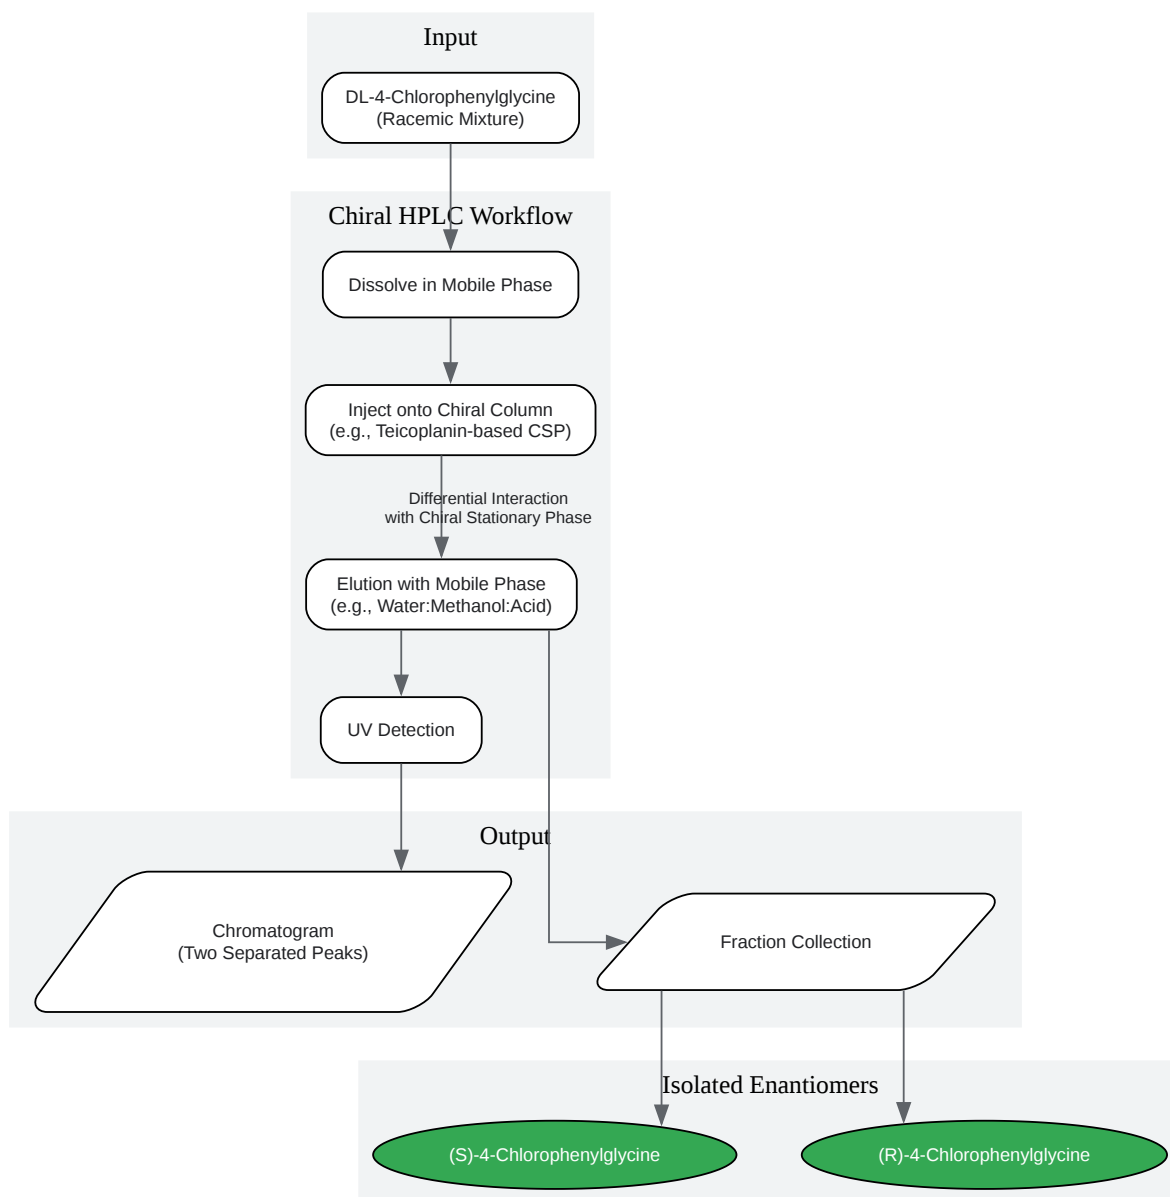 Input
DL-4-Chlorophenylglycine
(Racemic Mixture)
Chiral HPLC Workflow
Dissolve in Mobile Phase
Inject onto Chiral Column
(e.g., Teicoplanin-based CSP)
Differential Interaction
with Chiral Stationary Phase
Elution with Mobile Phase
(e.g., Water:Methanol:Acid)
UV Detection
Output
Chromatogram
(Two Separated Peaks)
Fraction Collection
Isolated Enantiomers
(S)-4-Chlorophenylglycine
(R)-4-Chlorophenylglycine